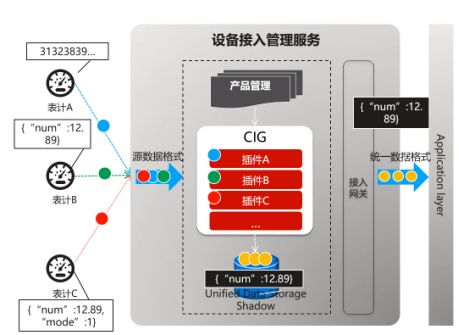 设备接入管理服务
31323839...
表计A
{ “num” :12.
89}
表计B
表计C
{ “num” :12.89,
“mode” :1}
源数据格式
产品管理
CIG
插件A
插件B
插件C
...
{ “num” :12.89}
Unified Data Storage
Shadow
接入
网关
{ “num” :12.
89}
统一数据格式
Application layer